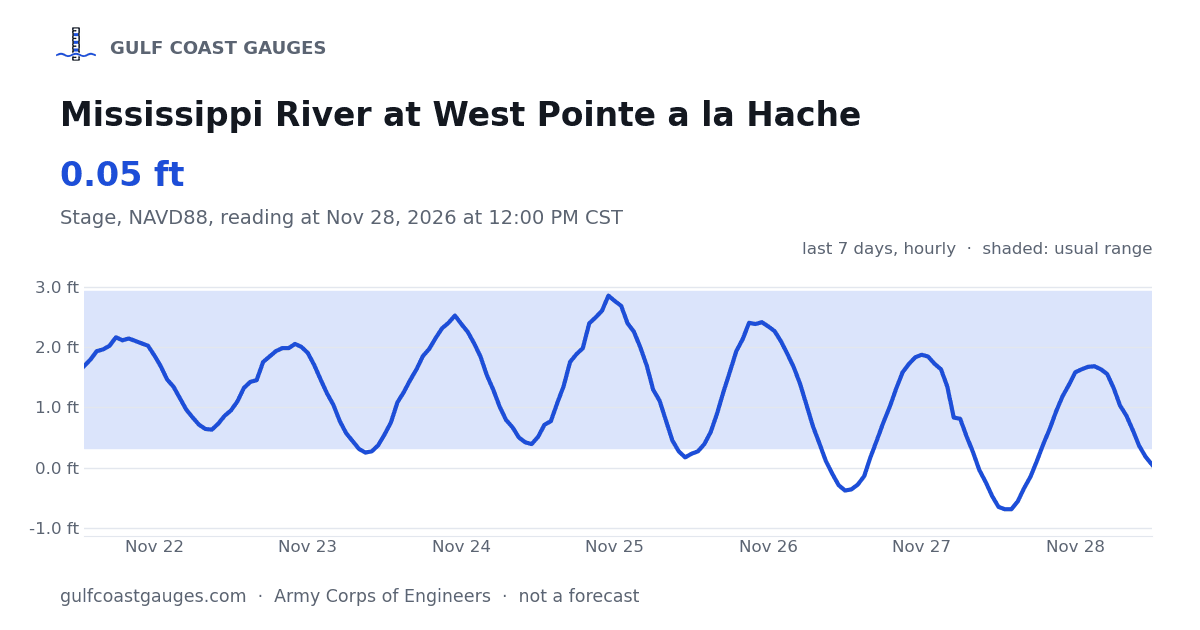 GULF COAST GAUGES
Mississippi River at West Pointe a la Hache
0.05 ft
Stage, NAVD88, reading at Nov 28, 2026 at 12:00 PM CST
last 7 days, hourly · shaded: usual range
3.0 ft
2.0 ft
1.0 ft
0.0 ft
-1.0 ft
Nov 22 Nov 23 Nov 24 Nov 25 Nov 26 Nov 27 Nov 28
gulfcoastgauges.com · Army Corps of Engineers · not a forecast